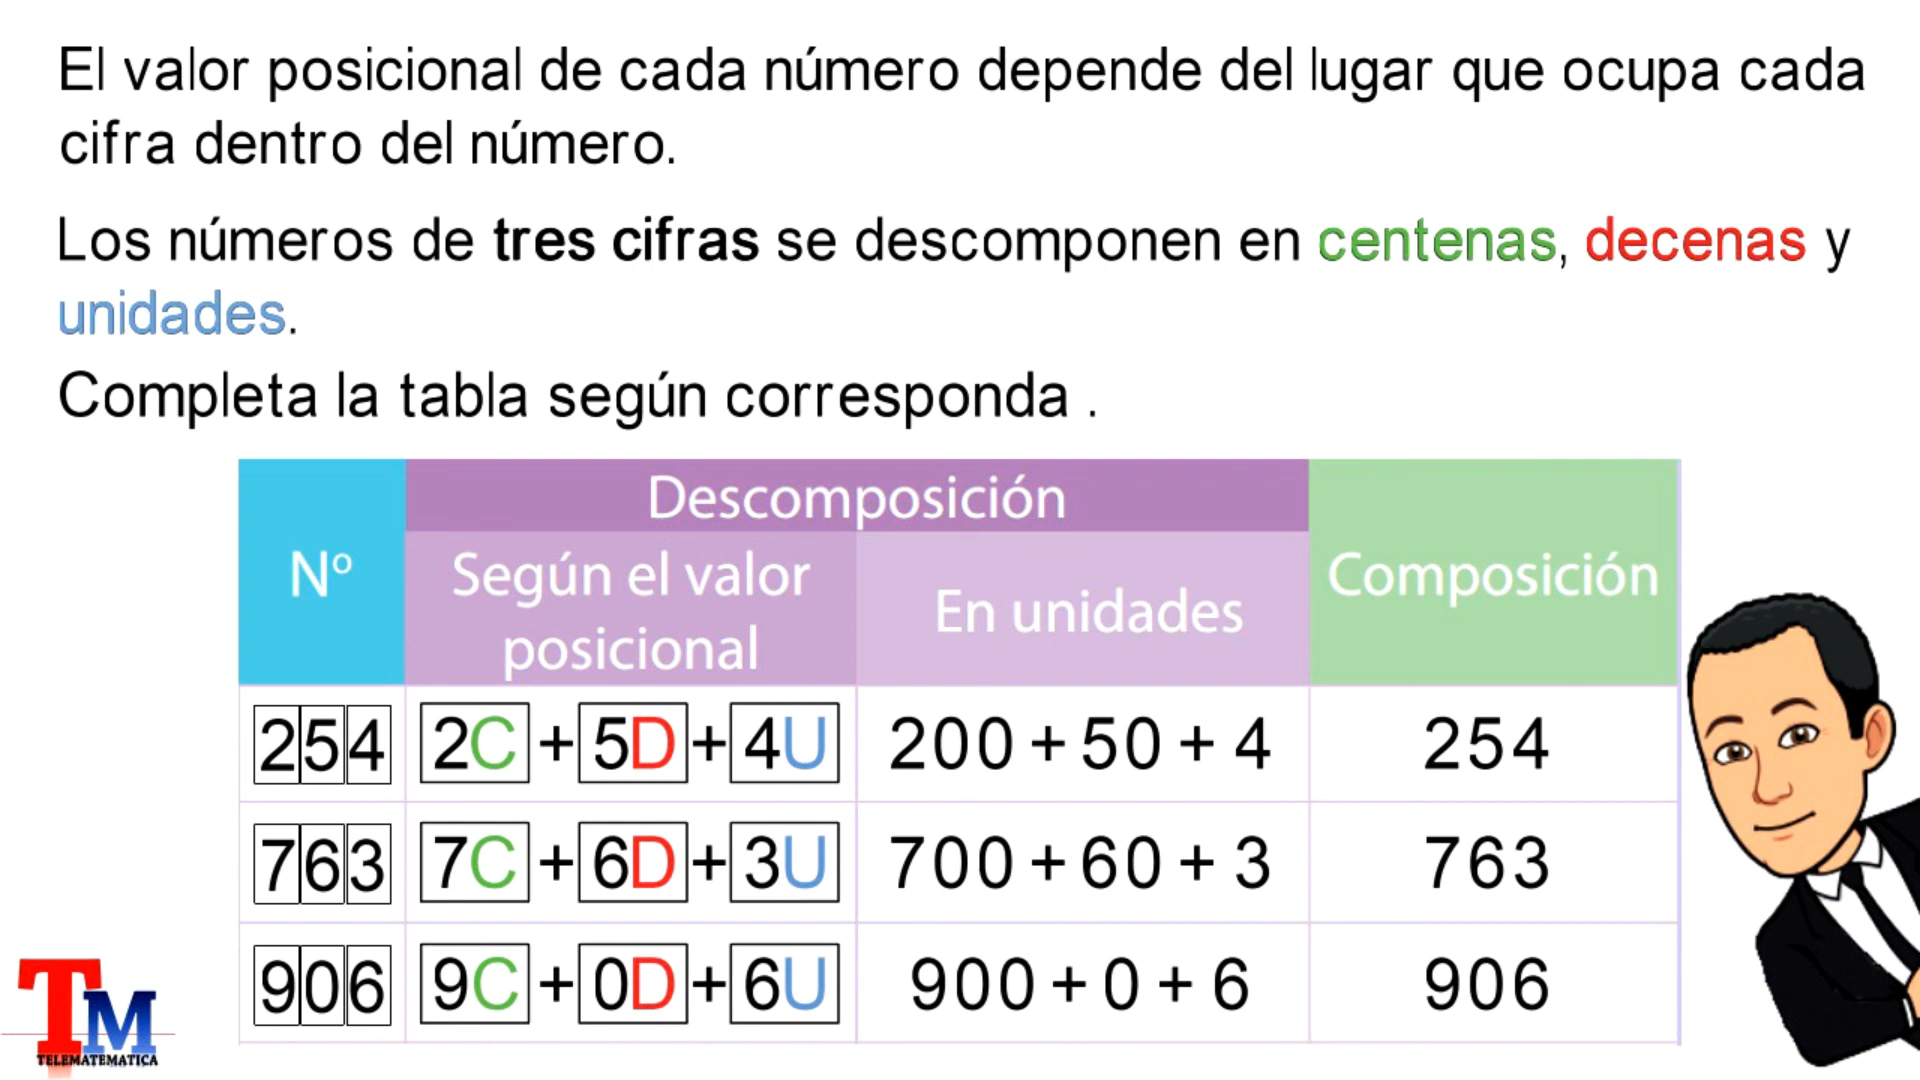 El valor posicional de cada número depende del lugar que ocupa cada
cifra dentro del número.
Los números de tres cifras se descomponen en centenas, decenas y
unidades.
Completa la tabla según corresponda .
Nº
Descomposición
Según el valor
posicional
En unidades
Composición
254 2C + 5D + 4U 200 + 50 + 4 254
763 7C + 6D + 3U 700 + 60 + 3 763
906 9C + 0D + 6U 900 + 0 + 6 906
TM
TELEMATEMATICA